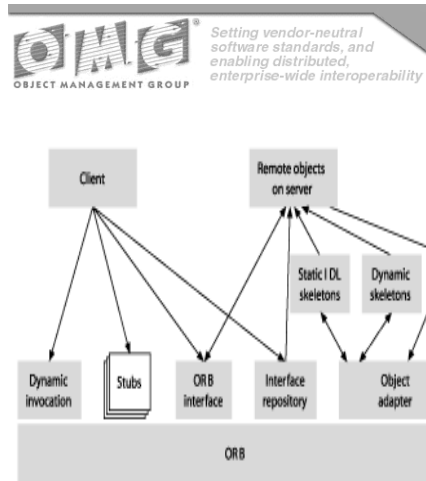 OMG®
OBJECT MANAGEMENT GROUP
Setting vendor-neutral
software standards, and
enabling distributed,
enterprise-wide interoperability
Client
Remote objects
on server
Static I DL
skeletons
Dynamic
skeletons
Dynamic
invocation
Stubs
ORB
interface
Interface
repository
Object
adapter
ORB